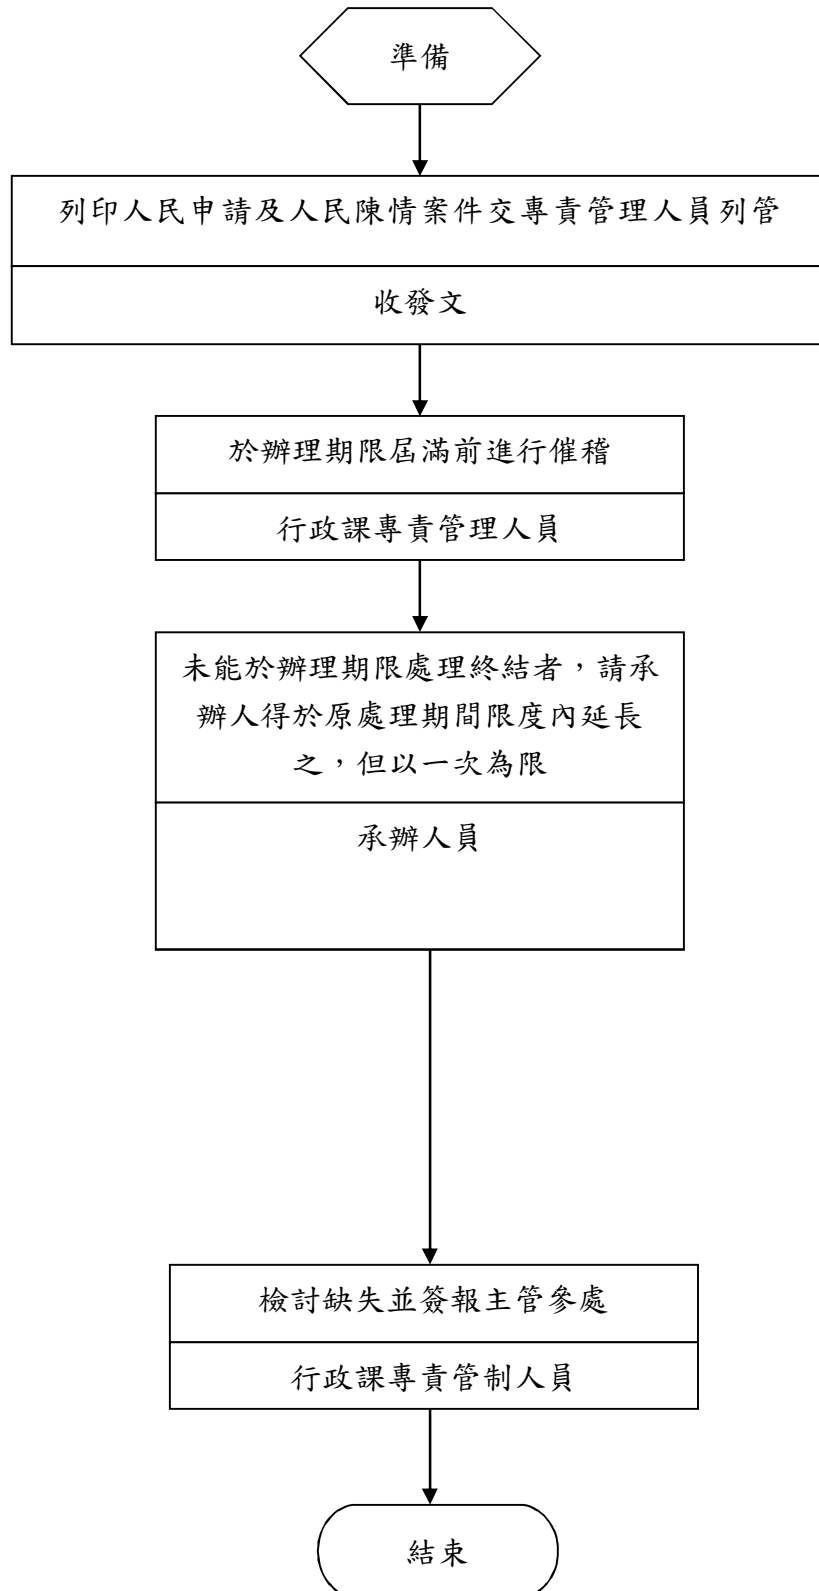 準備
列印人民申請及人民陳情案件交專責管理人員列管
收發文
於辦理期限屆滿前進行催稽
行政課專責管理人員
未能於辦理期限處理終結者，請承
辦人得於原處理期間限度內延長
之，但以一次為限
承辦人員
檢討缺失並簽報主管參處
行政課專責管制人員
結束